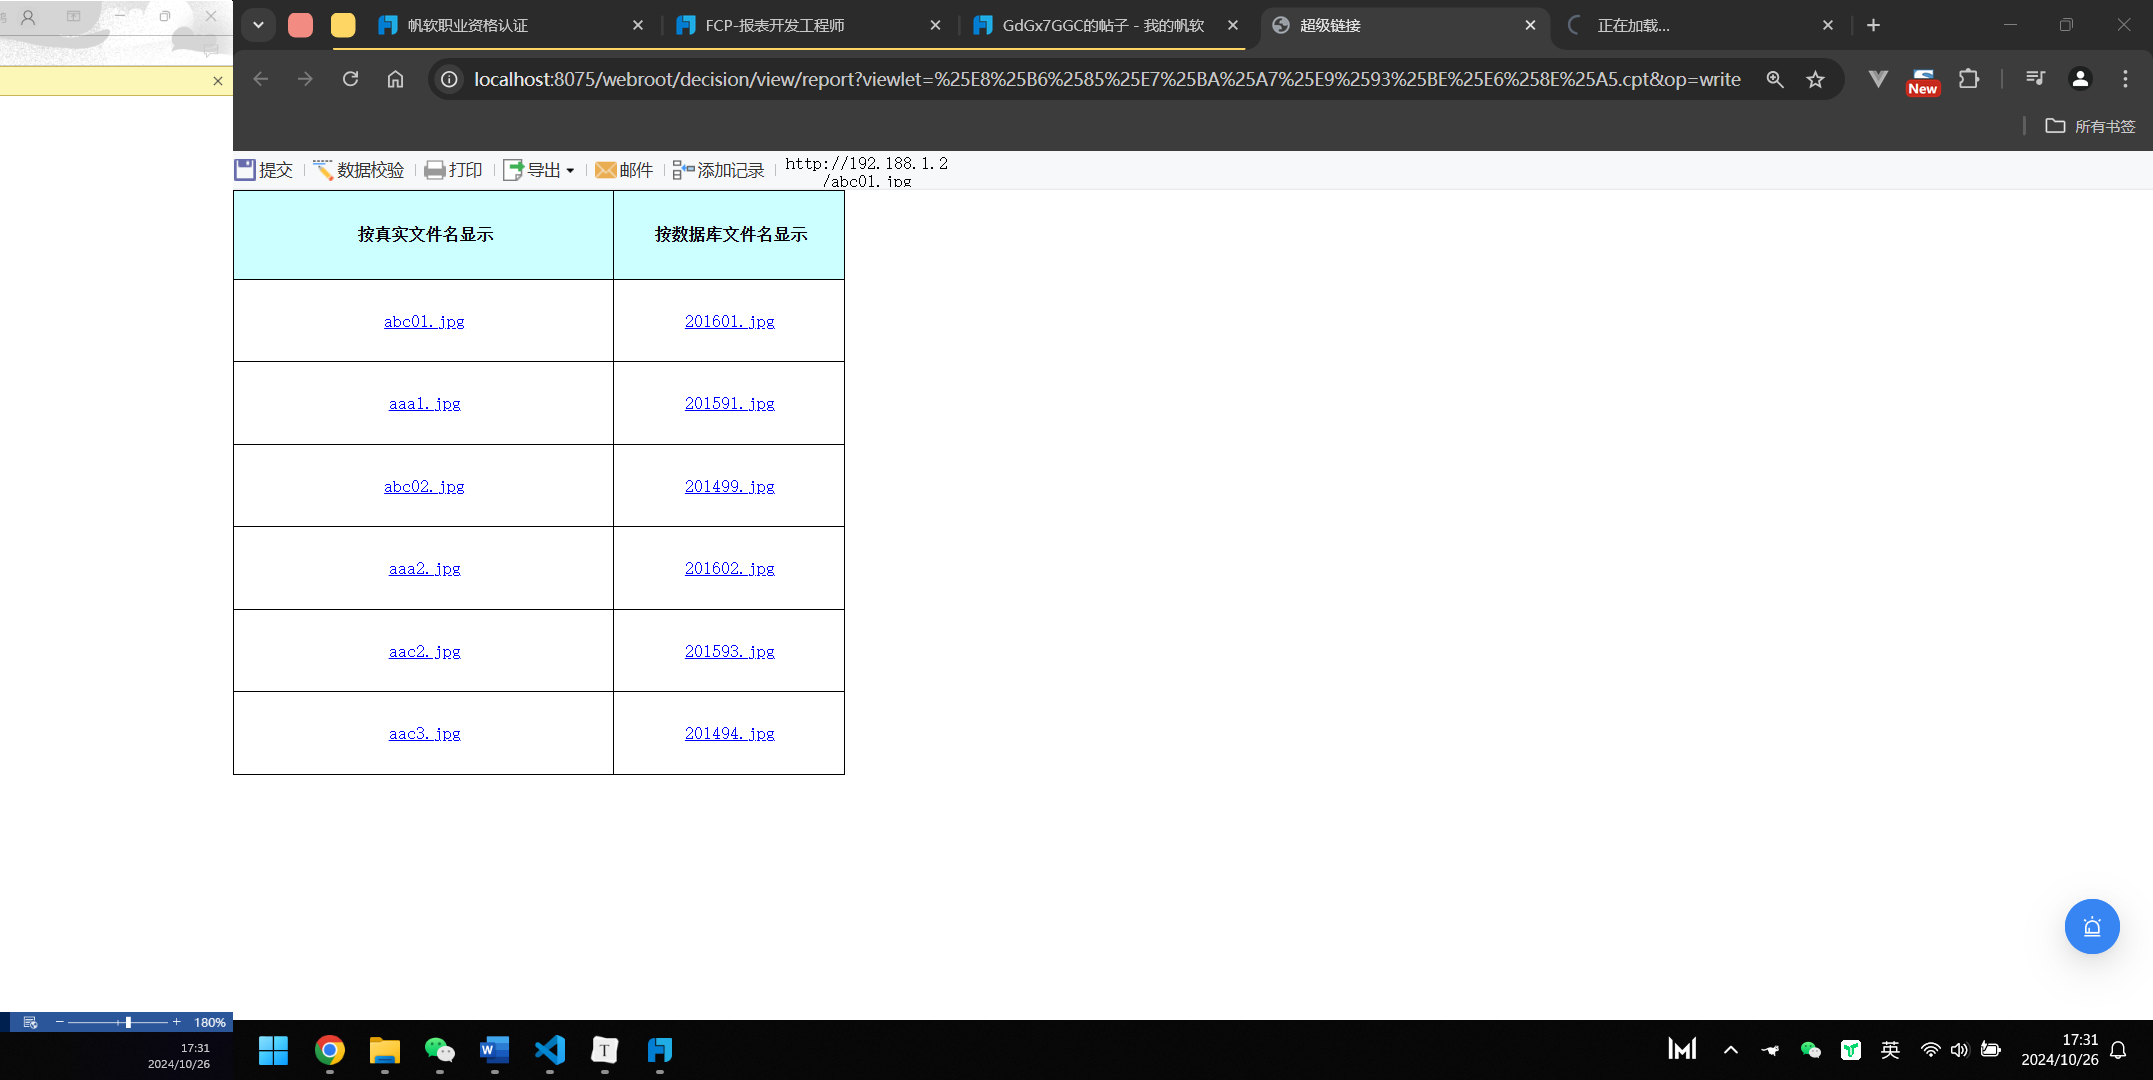 帆软职业资格认证
FCP-报表开发工程师
GdGx7GGC的帖子 - 我的帆软
超级链接
正在加载...
localhost:8075/webroot/decision/view/report?viewlet=%25E8%25B6%2585%25E7%25BA%25A7%25E9%2593%25BE%25E6%258E%25A5.cpt&op=write
New
所有书签
提交
数据校验
打印
导出
邮件
添加记录
http://192.188.1.2
/abc01.jpg
按真实文件名显示 按数据库文件名显示
abc01.jpg 201601.jpg
aaa1.jpg 201591.jpg
abc02.jpg 201499.jpg
aaa2.jpg 201602.jpg
aac2.jpg 201593.jpg
aac3.jpg 201494.jpg
180%
17:31
2024/10/26
英
17:31
2024/10/26